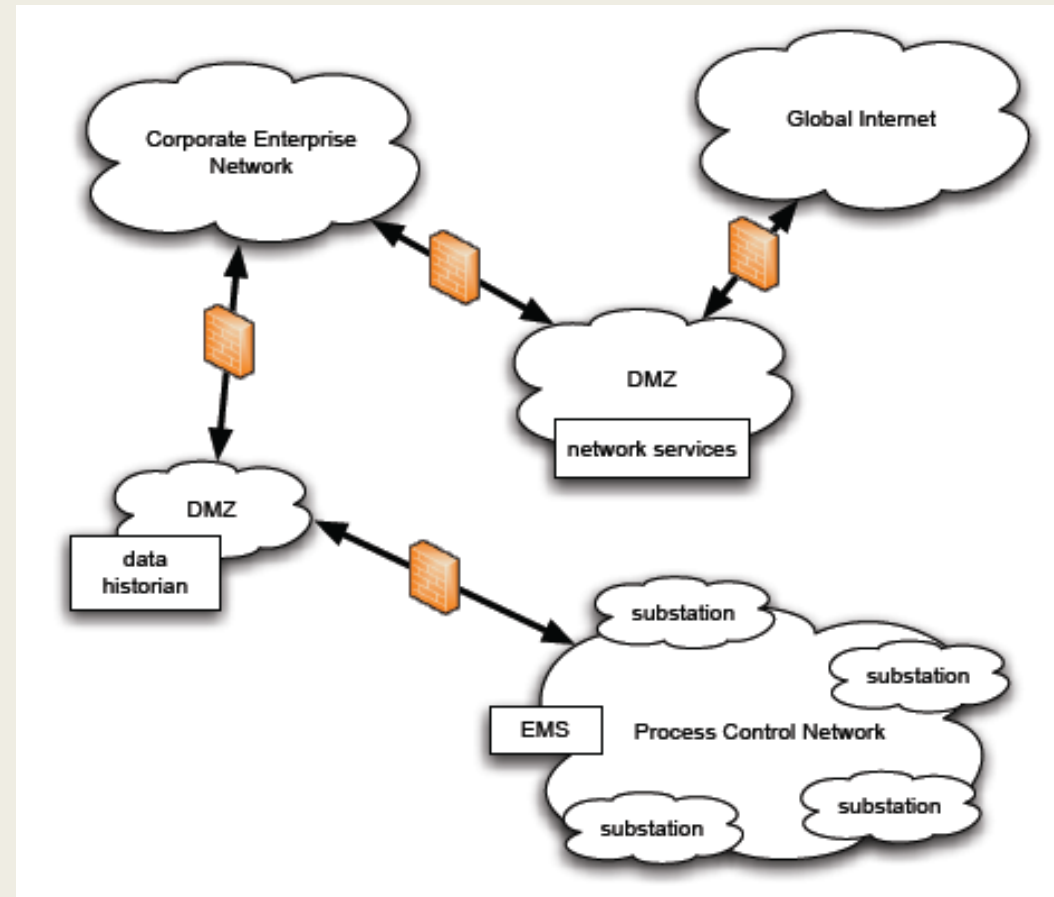 Corporate Enterprise
Network
Global Internet
DMZ
network services
DMZ
data
historian
substation
substation
EMS
Process Control Network
substation
substation